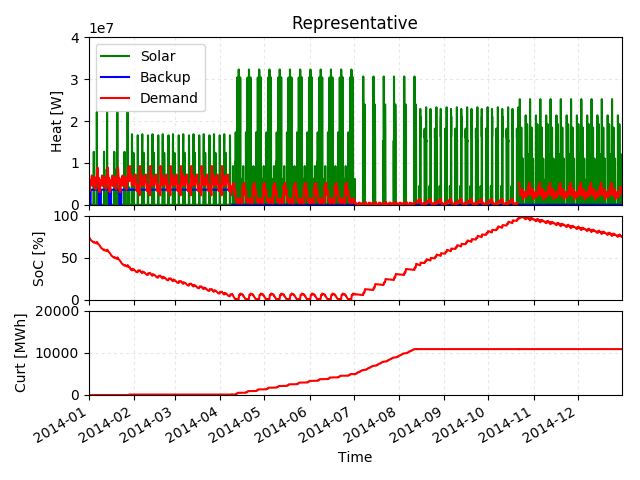 Representative
1e7
4
3
2
1
0
Heat [W]
Solar
Backup
Demand
100
50
0
SoC [%]
20000
10000
0
Curt [MWh]
2014-01
2014-02
2014-03
2014-04
2014-05
2014-06
2014-07
2014-08
2014-09
2014-10
2014-11
2014-12
Time